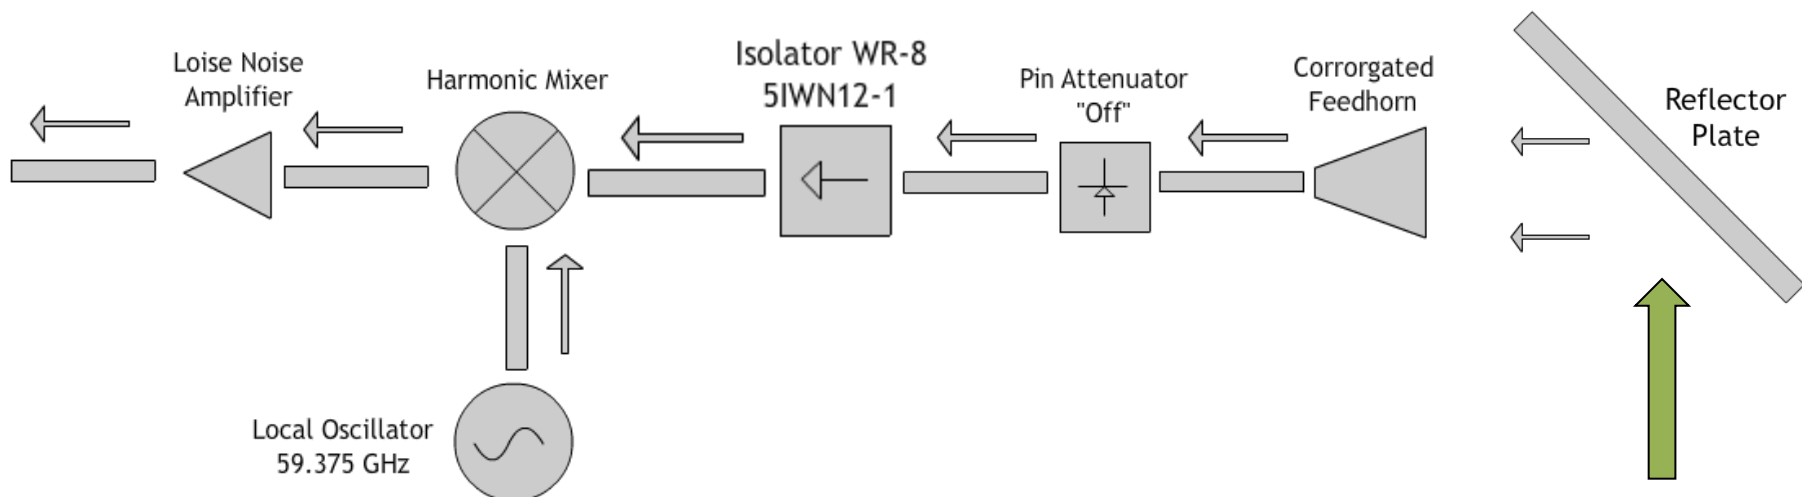 Loise Noise
Amplifier
Harmonic Mixer
Isolator WR-8
5IWN12-1
Pin Attenuator
"Off"
Corrorgated
Feedhorn
Reflector
Plate
Local Oscillator
59.375 GHz